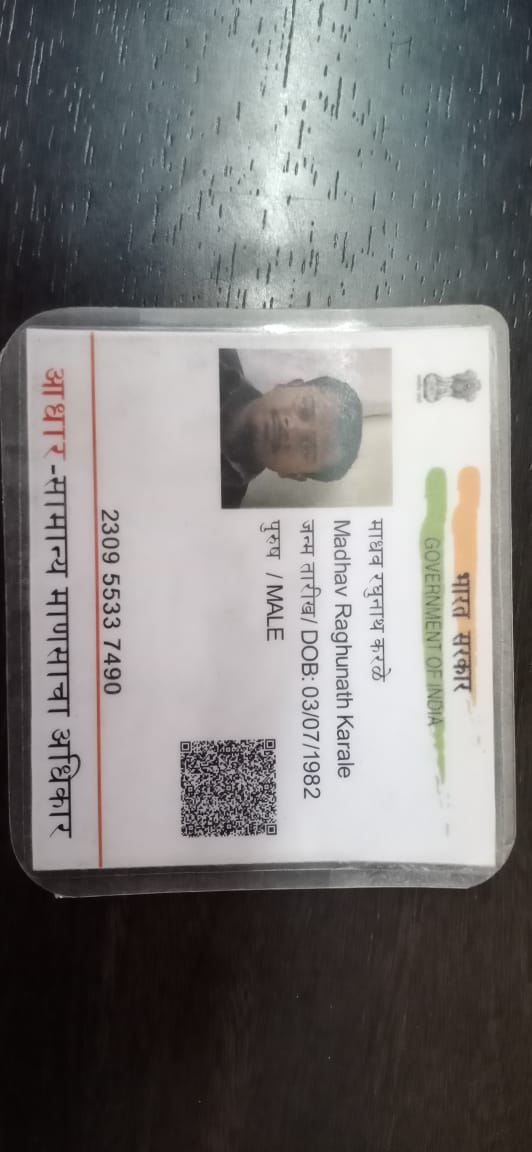 भारत सरकार
GOVERNMENT OF INDIA
माधव रघुनाथ करळे
Madhav Raghunath Karale
जन्म तारीख/ DOB: 03/07/1982
पुरुष / MALE
2309 5533 7490
आधार-सामान्य माणसाचा अधिकार